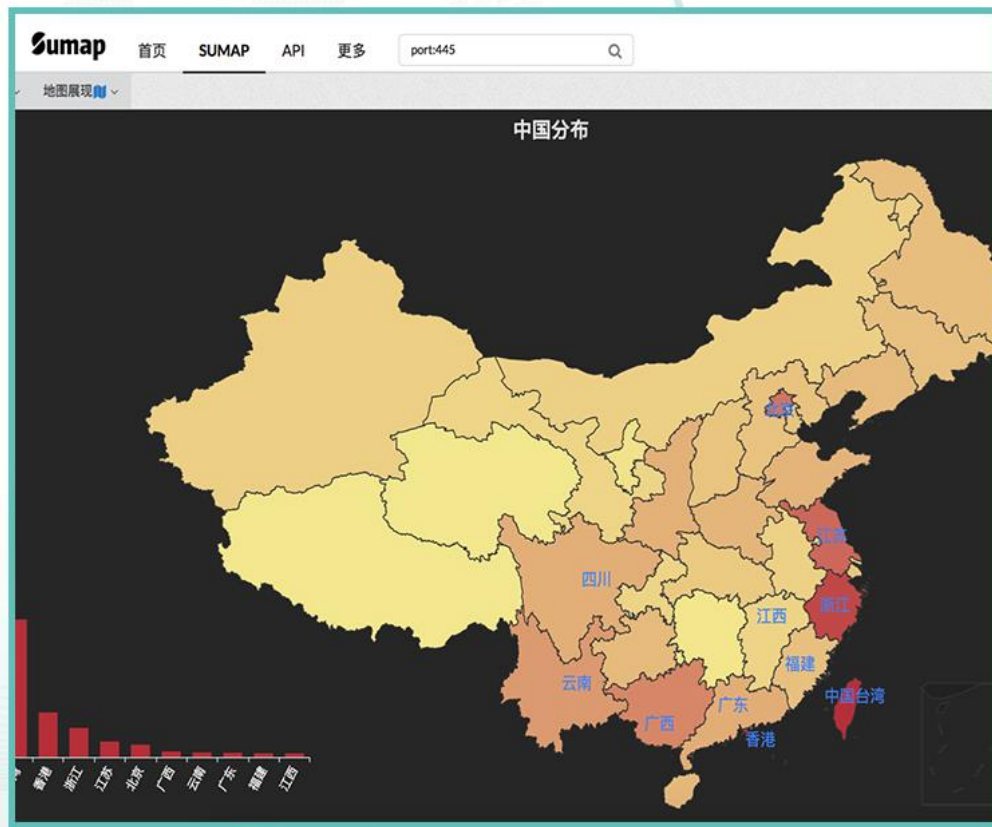 Sumap 首页 SUMAP API 更多 port:445
地图展现
中国分布
北京
江苏
四川
浙江
江西
福建
云南
中国台湾
广东
广西
香港
香港 浙江 江苏 北京 广西 云南 广东 福建 江西